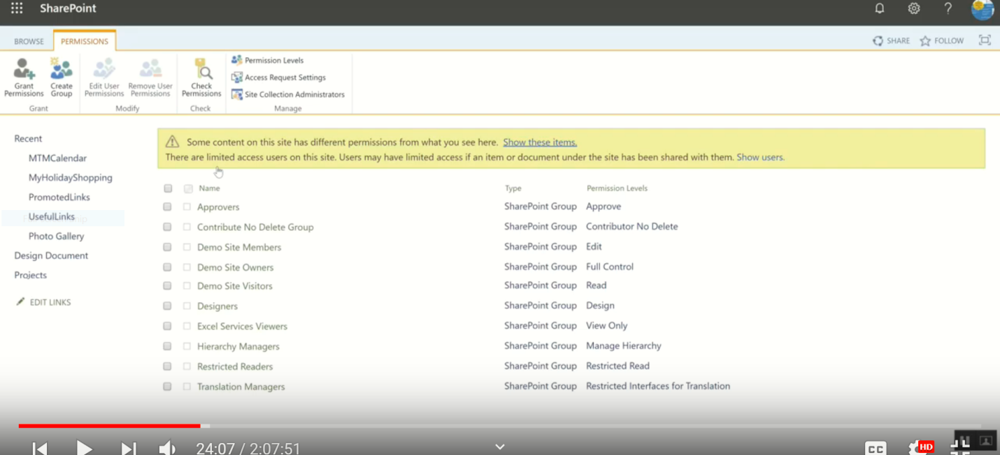 SharePoint
BROWSE PERMISSIONS SHARE FOLLOW
Grant Permissions
Create Group
Edit User Permissions
Remove User Permissions
Check Permissions
Permission Levels
Access Request Settings
Site Collection Administrators
Grant Modify Check Manage
Recent
MTMCalendar
MyHolidayShopping
PromotedLinks
UsefulLinks
Photo Gallery
Design Document
Projects
EDIT LINKS
Some content on this site has different permissions from what you see here. Show these items.
There are limited access users on this site. Users may have limited access if an item or document under the site has been shared with them. Show users.
Name Type Permission Levels
Approvers SharePoint Group Approve
Contribute No Delete Group SharePoint Group Contributor No Delete
Demo Site Members SharePoint Group Edit
Demo Site Owners SharePoint Group Full Control
Demo Site Visitors SharePoint Group Read
Designers SharePoint Group Design
Excel Services Viewers SharePoint Group View Only
Hierarchy Managers SharePoint Group Manage Hierarchy
Restricted Readers SharePoint Group Restricted Read
Translation Managers SharePoint Group Restricted Interfaces for Translation
24:07 / 2:07:51 CC HD